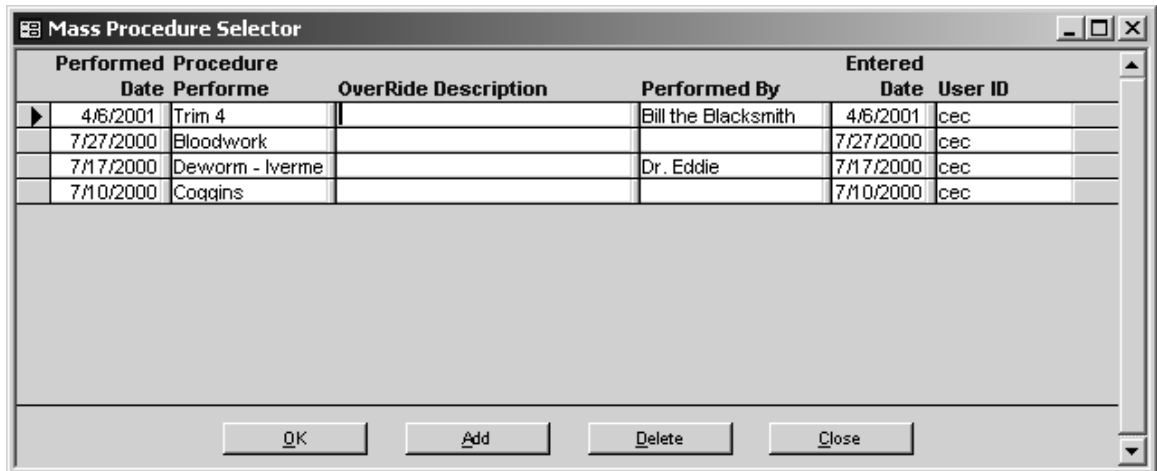 Mass Procedure Selector
Performed Procedure Entered
Date Performe OverRide Description Performed By Date User ID
4/6/2001 Trim 4 Bill the Blacksmith 4/6/2001 cec
7/27/2000 Bloodwork 7/27/2000 cec
7/17/2000 Deworm - Iverme Dr. Eddie 7/17/2000 cec
7/10/2000 Coggins 7/10/2000 cec
OK Add Delete Close